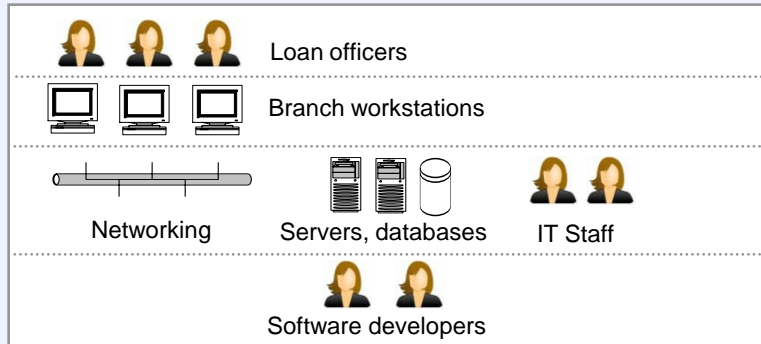 Loan officers
Branch workstations
Networking
Servers, databases
IT Staff
Software developers